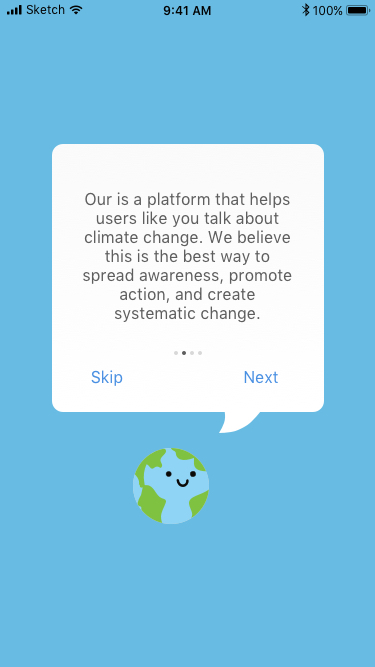 Sketch
9:41 AM
100%
Our is a platform that helps
users like you talk about
climate change. We believe
this is the best way to
spread awareness, promote
action, and create
systematic change.
Skip
Next